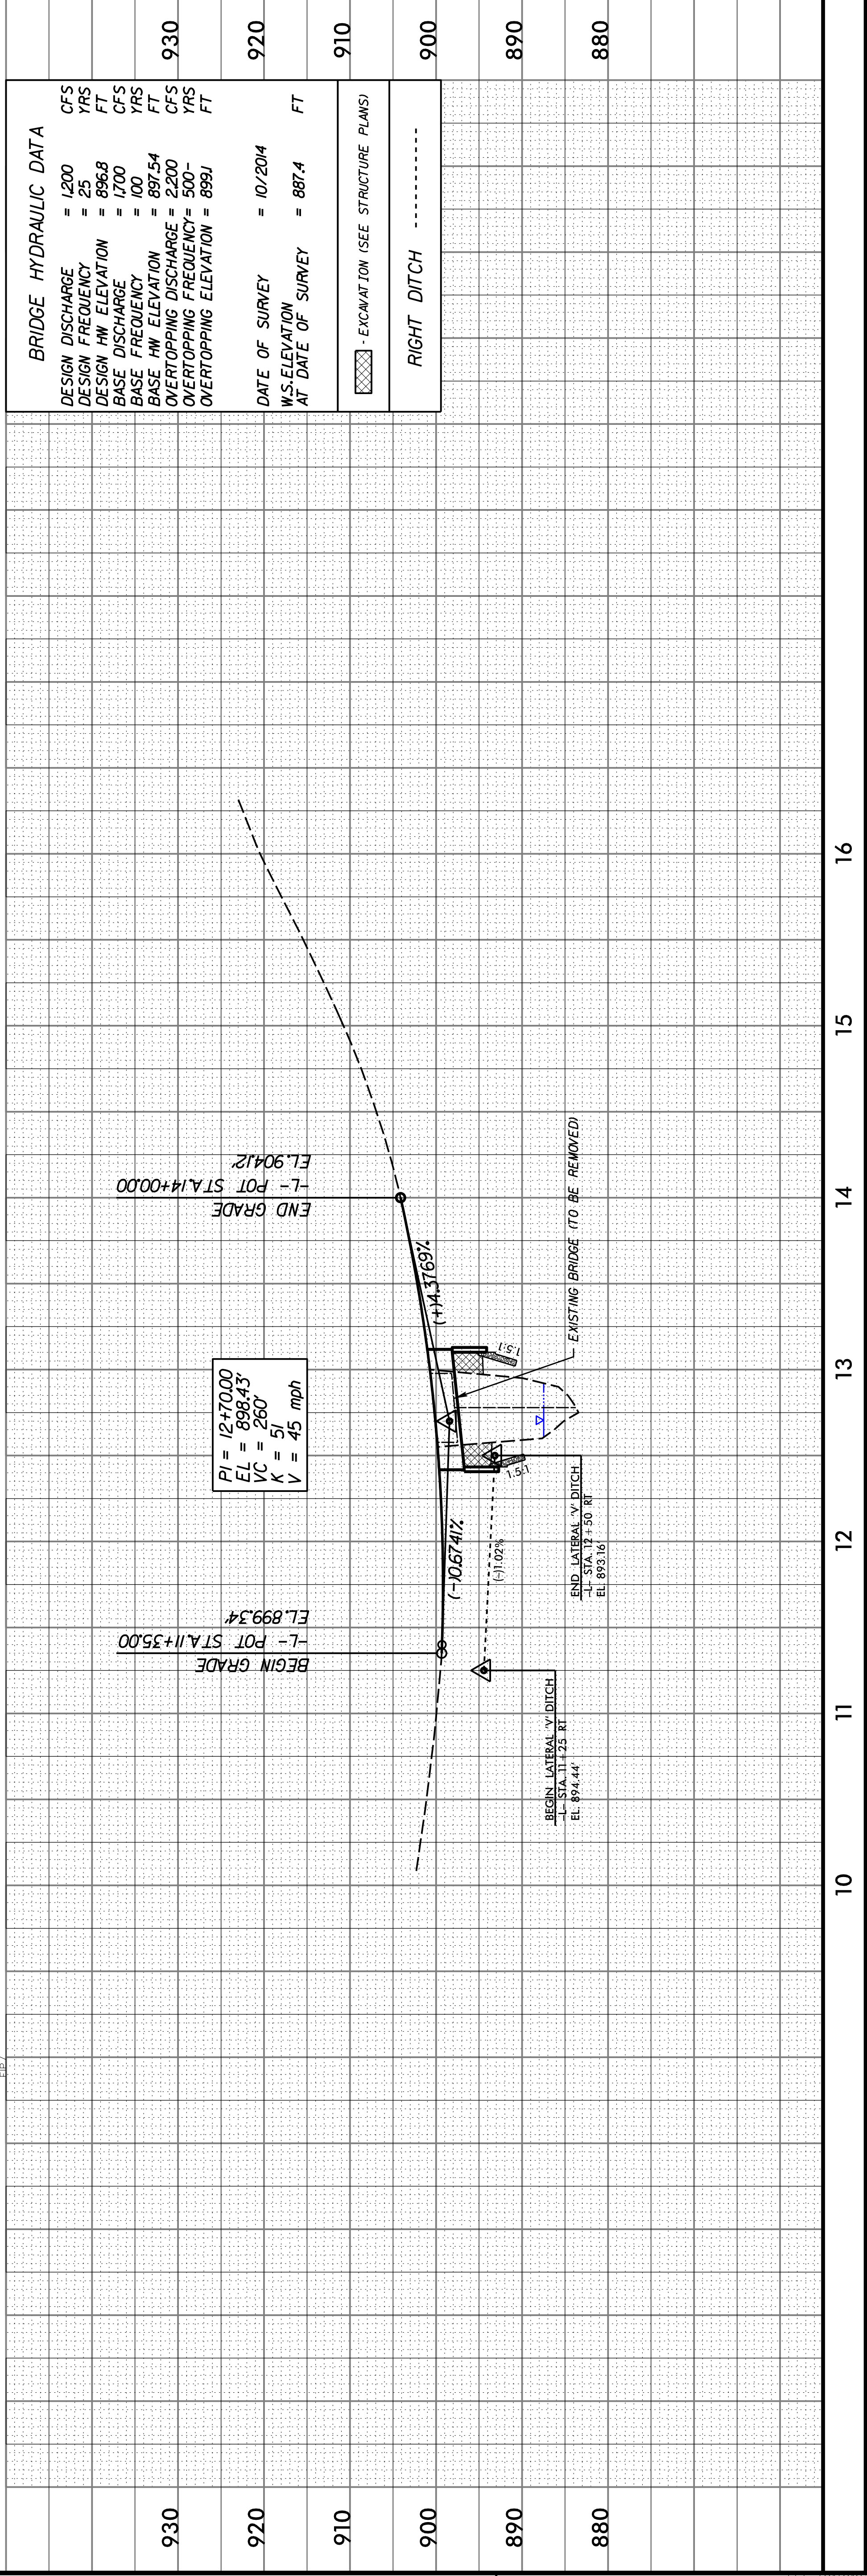 BRIDGE HYDRAULIC DATA
DESIGN DISCHARGE = 1,200 CFS
DESIGN FREQUENCY = 25 YRS
DESIGN HW ELEVATION = 896.8 FT
BASE DISCHARGE = 1,700 CFS
BASE FREQUENCY = 100 YRS
BASE HW ELEVATION = 897.54 FT
OVERTOPPING DISCHARGE = 2,200 CFS
OVERTOPPING FREQUENCY = 500- YRS
OVERTOPPING ELEVATION = 899.1 FT
DATE OF SURVEY = 10/2014
W.S. ELEVATION
AT DATE OF SURVEY = 887.4 FT
- EXCAVATION (SEE STRUCTURE PLANS)
RIGHT DITCH
930
920
910
900
890
880
930
920
910
900
890
880
BEGIN GRADE
-L- POT STA. 11+35.00
EL. 899.34'
PI = 12+70.00
EL = 898.43'
VC = 260'
K = 51
V = 45 mph
END GRADE
-L- POT STA. 14+00.00
EL. 904.12'
(-)0.6741%
(+)4.3769%
(-)1.02%
1.5:1
1.5:1
EXISTING BRIDGE (TO BE REMOVED)
BEGIN LATERAL 'V' DITCH
-L- STA. 11+25 RT
EL. 894.44'
END LATERAL 'V' DITCH
-L- STA. 12+50 RT
EL. 893.16'
10
11
12
13
14
15
16